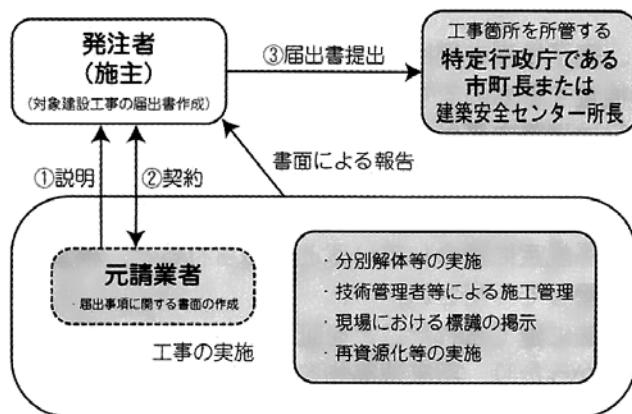 発注者
(施主)
(対象建設工事の届出書作成)
③届出書提出
工事箇所を所管する
特定行政庁である
市町長または
建築安全センター所長
①説明
②契約
書面による報告
元請業者
・届出事項に関する書面の作成
工事の実施
・分別解体等の実施
・技術管理者等による施工管理
・現場における標識の掲示
・再資源化等の実施